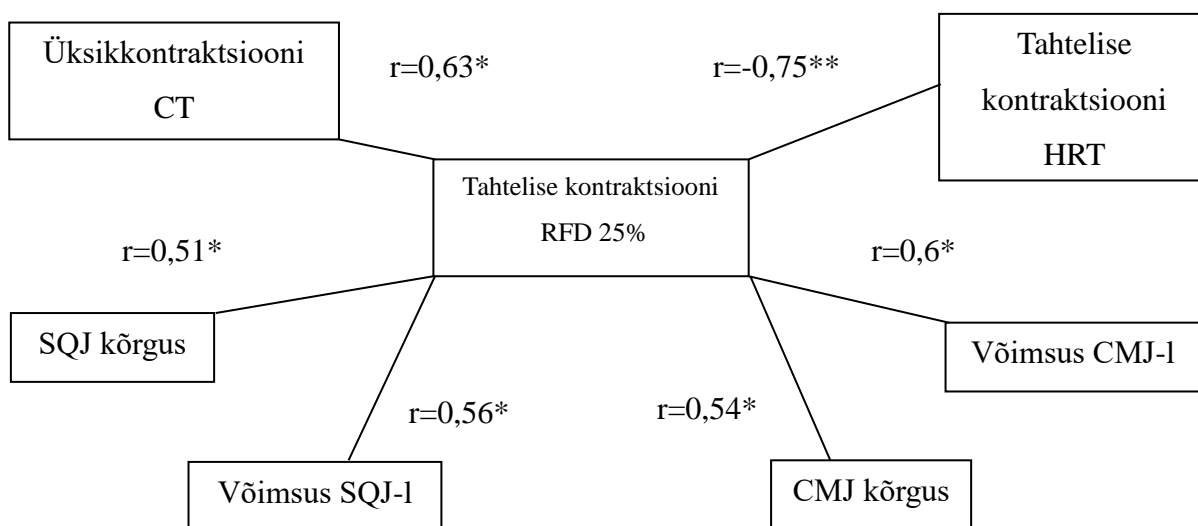 Üksikkontraktsiooni
CT
r=0,63*
r=-0,75**
Tahtelise
kontraktsiooni
HRT
Tahtelise kontraktsiooni
RFD 25%
r=0,51*
r=0,6*
SQJ kõrgus
Võimsus CMJ-l
r=0,56*
r=0,54*
Võimsus SQJ-l
CMJ kõrgus